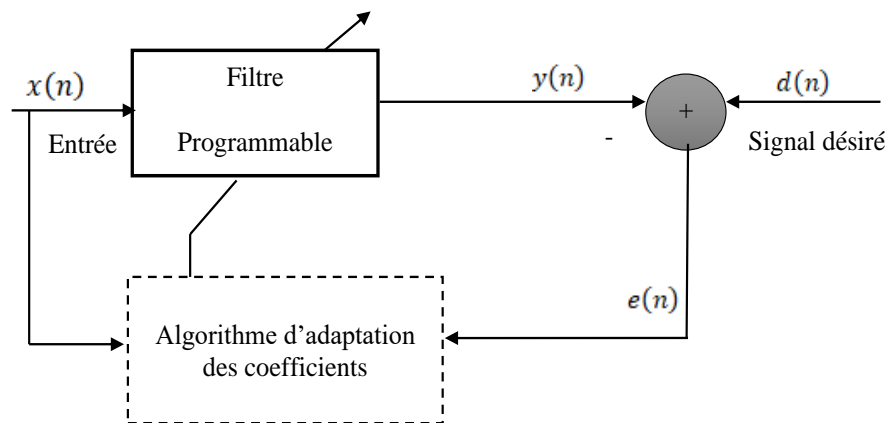 Filtre
Programmable
x(n)
Entrée
y(n)
-
+
d(n)
Signal désiré
e(n)
Algorithme d'adaptation
des coefficients